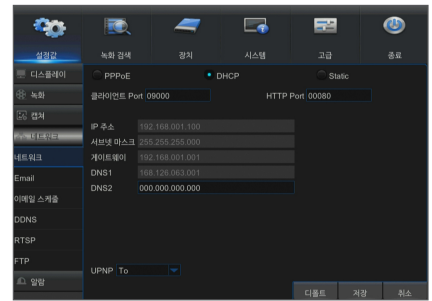 설정값 녹화 검색 장치 시스템 고급 종료
디스플레이
녹화
캡쳐
네트워크
네트워크
Email
이메일 스케쥴
DDNS
RTSP
FTP
알람
PPPoE DHCP Static
클라이언트 Port 09000 HTTP Port 00080
IP 주소 192.168.001.100
서브넷 마스크 255.255.255.000
게이트웨이 192.168.001.001
DNS1 168.126.063.001
DNS2 000.000.000.000
UPNP To
디폴트 저장 취소